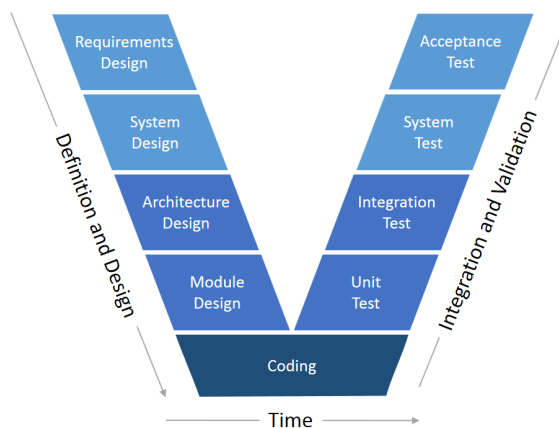 Requirements
Design
Acceptance
Test
System
Design
System
Test
Architecture
Design
Integration
Test
Module
Design
Unit
Test
Coding
Definition and Design
Integration and Validation
Time